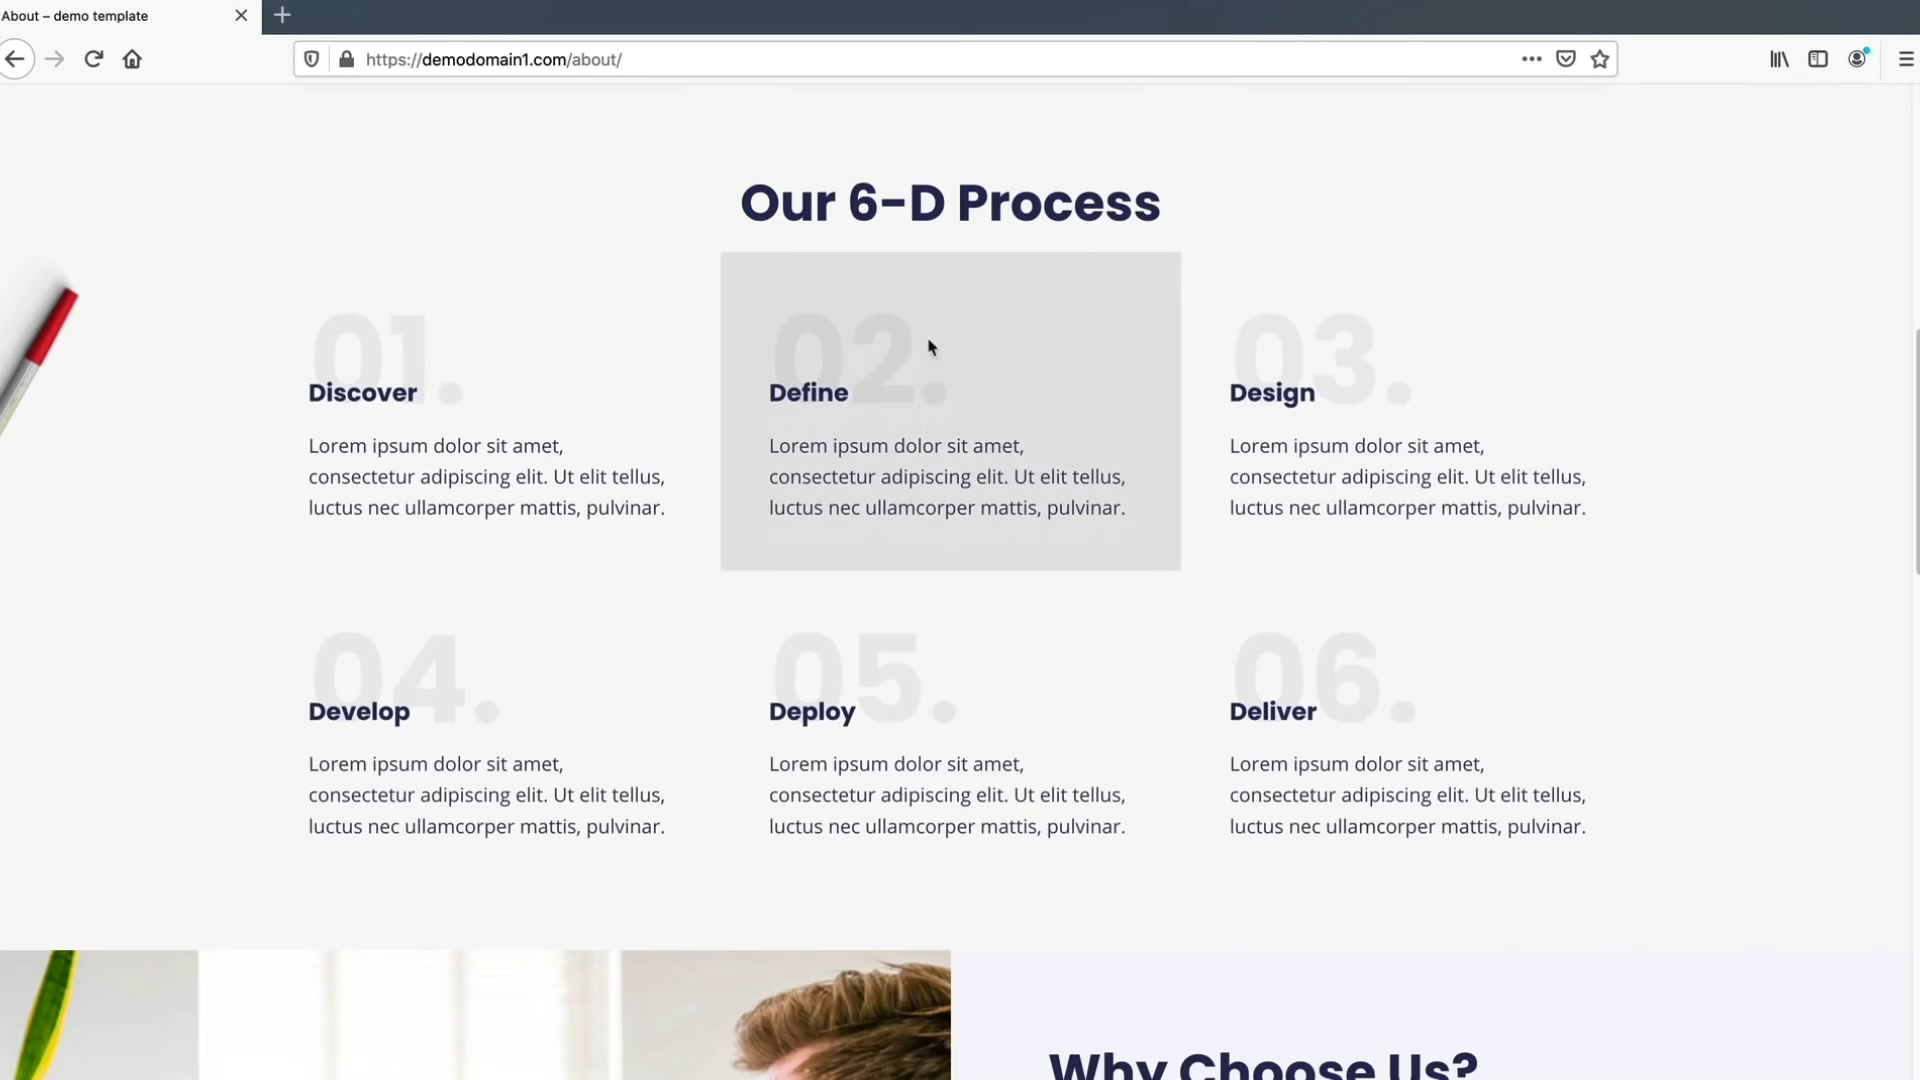 About – demo template
https://demodomain1.com/about/
Our 6-D Process
01.
Discover
Lorem ipsum dolor sit amet,
consectetur adipiscing elit. Ut elit tellus,
luctus nec ullamcorper mattis, pulvinar.
02.
Define
Lorem ipsum dolor sit amet,
consectetur adipiscing elit. Ut elit tellus,
luctus nec ullamcorper mattis, pulvinar.
03.
Design
Lorem ipsum dolor sit amet,
consectetur adipiscing elit. Ut elit tellus,
luctus nec ullamcorper mattis, pulvinar.
04.
Develop
Lorem ipsum dolor sit amet,
consectetur adipiscing elit. Ut elit tellus,
luctus nec ullamcorper mattis, pulvinar.
05.
Deploy
Lorem ipsum dolor sit amet,
consectetur adipiscing elit. Ut elit tellus,
luctus nec ullamcorper mattis, pulvinar.
06.
Deliver
Lorem ipsum dolor sit amet,
consectetur adipiscing elit. Ut elit tellus,
luctus nec ullamcorper mattis, pulvinar.
Why Choose Us?